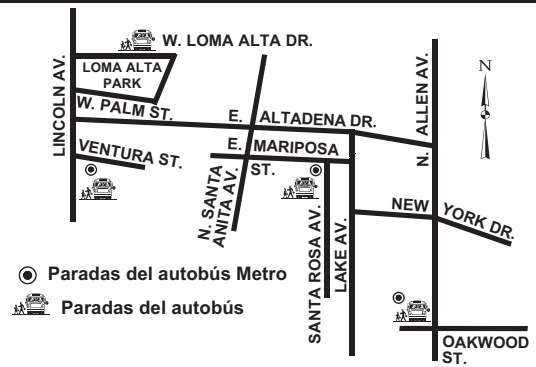 W. LOMA ALTA DR.
LOMA ALTA
PARK
LINCOLN AV.
W. PALM ST.
E. ALTADENA DR.
N. ALLEN AV.
N
VENTURA ST.
E. MARIPOSA
ST.
N. SANTA
ANITA AV.
NEW YORK DR.
SANTA ROSA AV.
LAKE AV.
Paradas del autobús Metro
Paradas del autobús
OAKWOOD
ST.